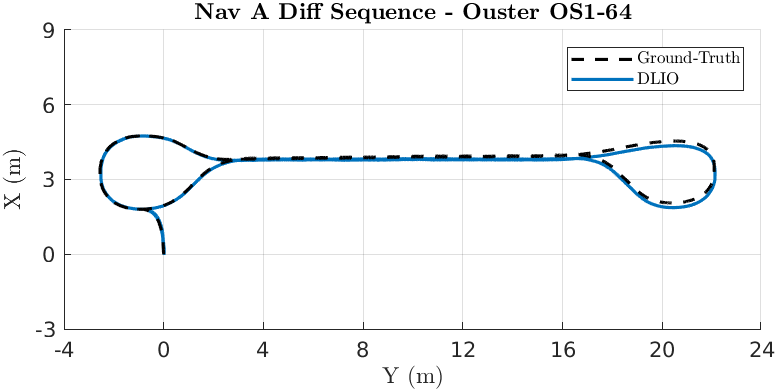 Nav A Diff Sequence - Ouster OS1-64
9
Ground-Truth
DLIO
6
X (m)
3
0
-3
-4 0 4 8 12 16 20 24
Y (m)